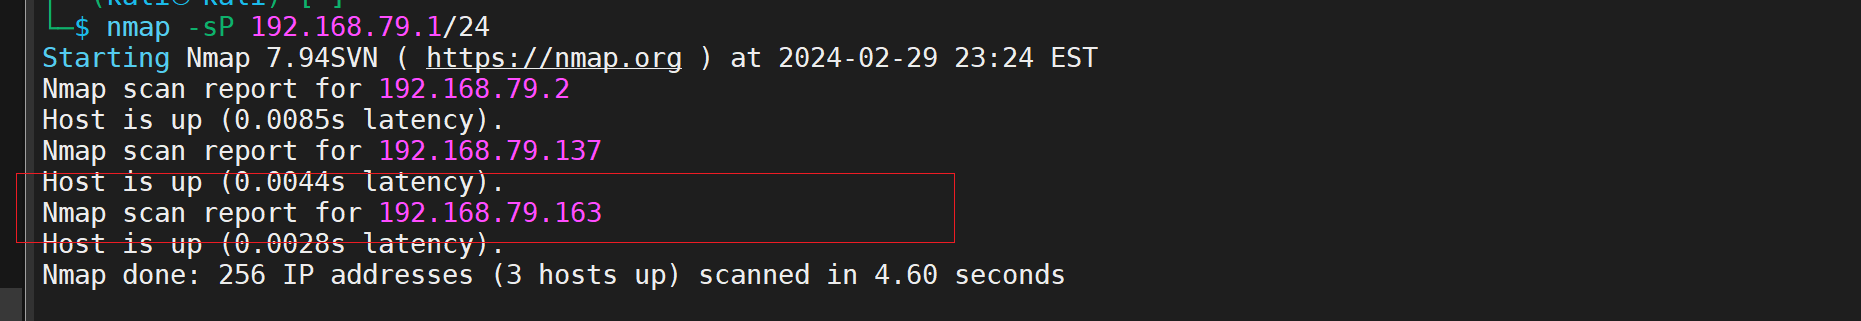 $ nmap -sP 192.168.79.1/24
Starting Nmap 7.94SVN ( https://nmap.org ) at 2024-02-29 23:24 EST
Nmap scan report for 192.168.79.2
Host is up (0.0085s latency).
Nmap scan report for 192.168.79.137
Host is up (0.0044s latency).
Nmap scan report for 192.168.79.163
Host is up (0.0028s latency).
Nmap done: 256 IP addresses (3 hosts up) scanned in 4.60 seconds